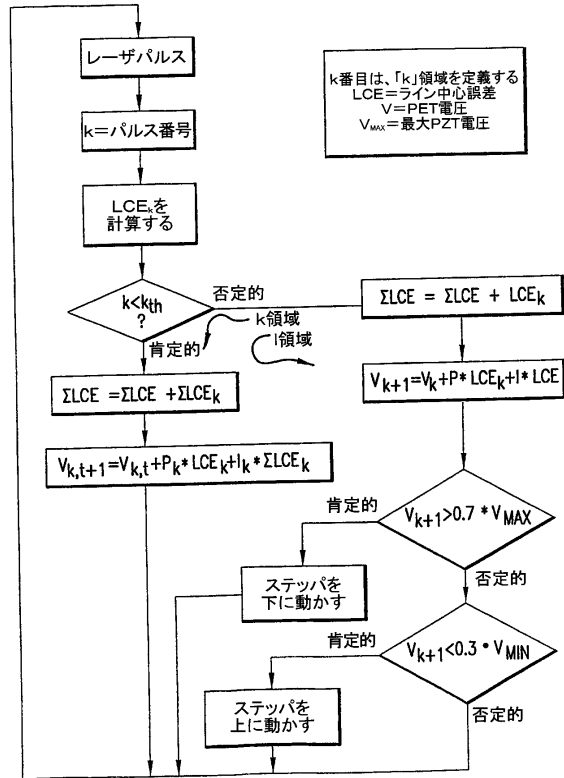 レーザパルス
k番目は、「k」領域を定義する
LCE=ライン中心誤差
V=PET電圧
VMAX=最大PZT電圧
k=パルス番号
LCEkを
計算する
k<kth
?
否定的
肯定的
k領域
l領域
ΣLCE = ΣLCE + LCEk
ΣLCE =ΣLCE +ΣLCEk
Vk+1=Vk+P*LCEk+I*LCE
Vk,t+1=Vk,t+Pk*LCEk+Ik*ΣLCEk
肯定的
Vk+1>0.7 * VMAX
否定的
ステッパを
下に動かす
肯定的
Vk+1<0.3 • VMIN
否定的
ステッパを
上に動かす